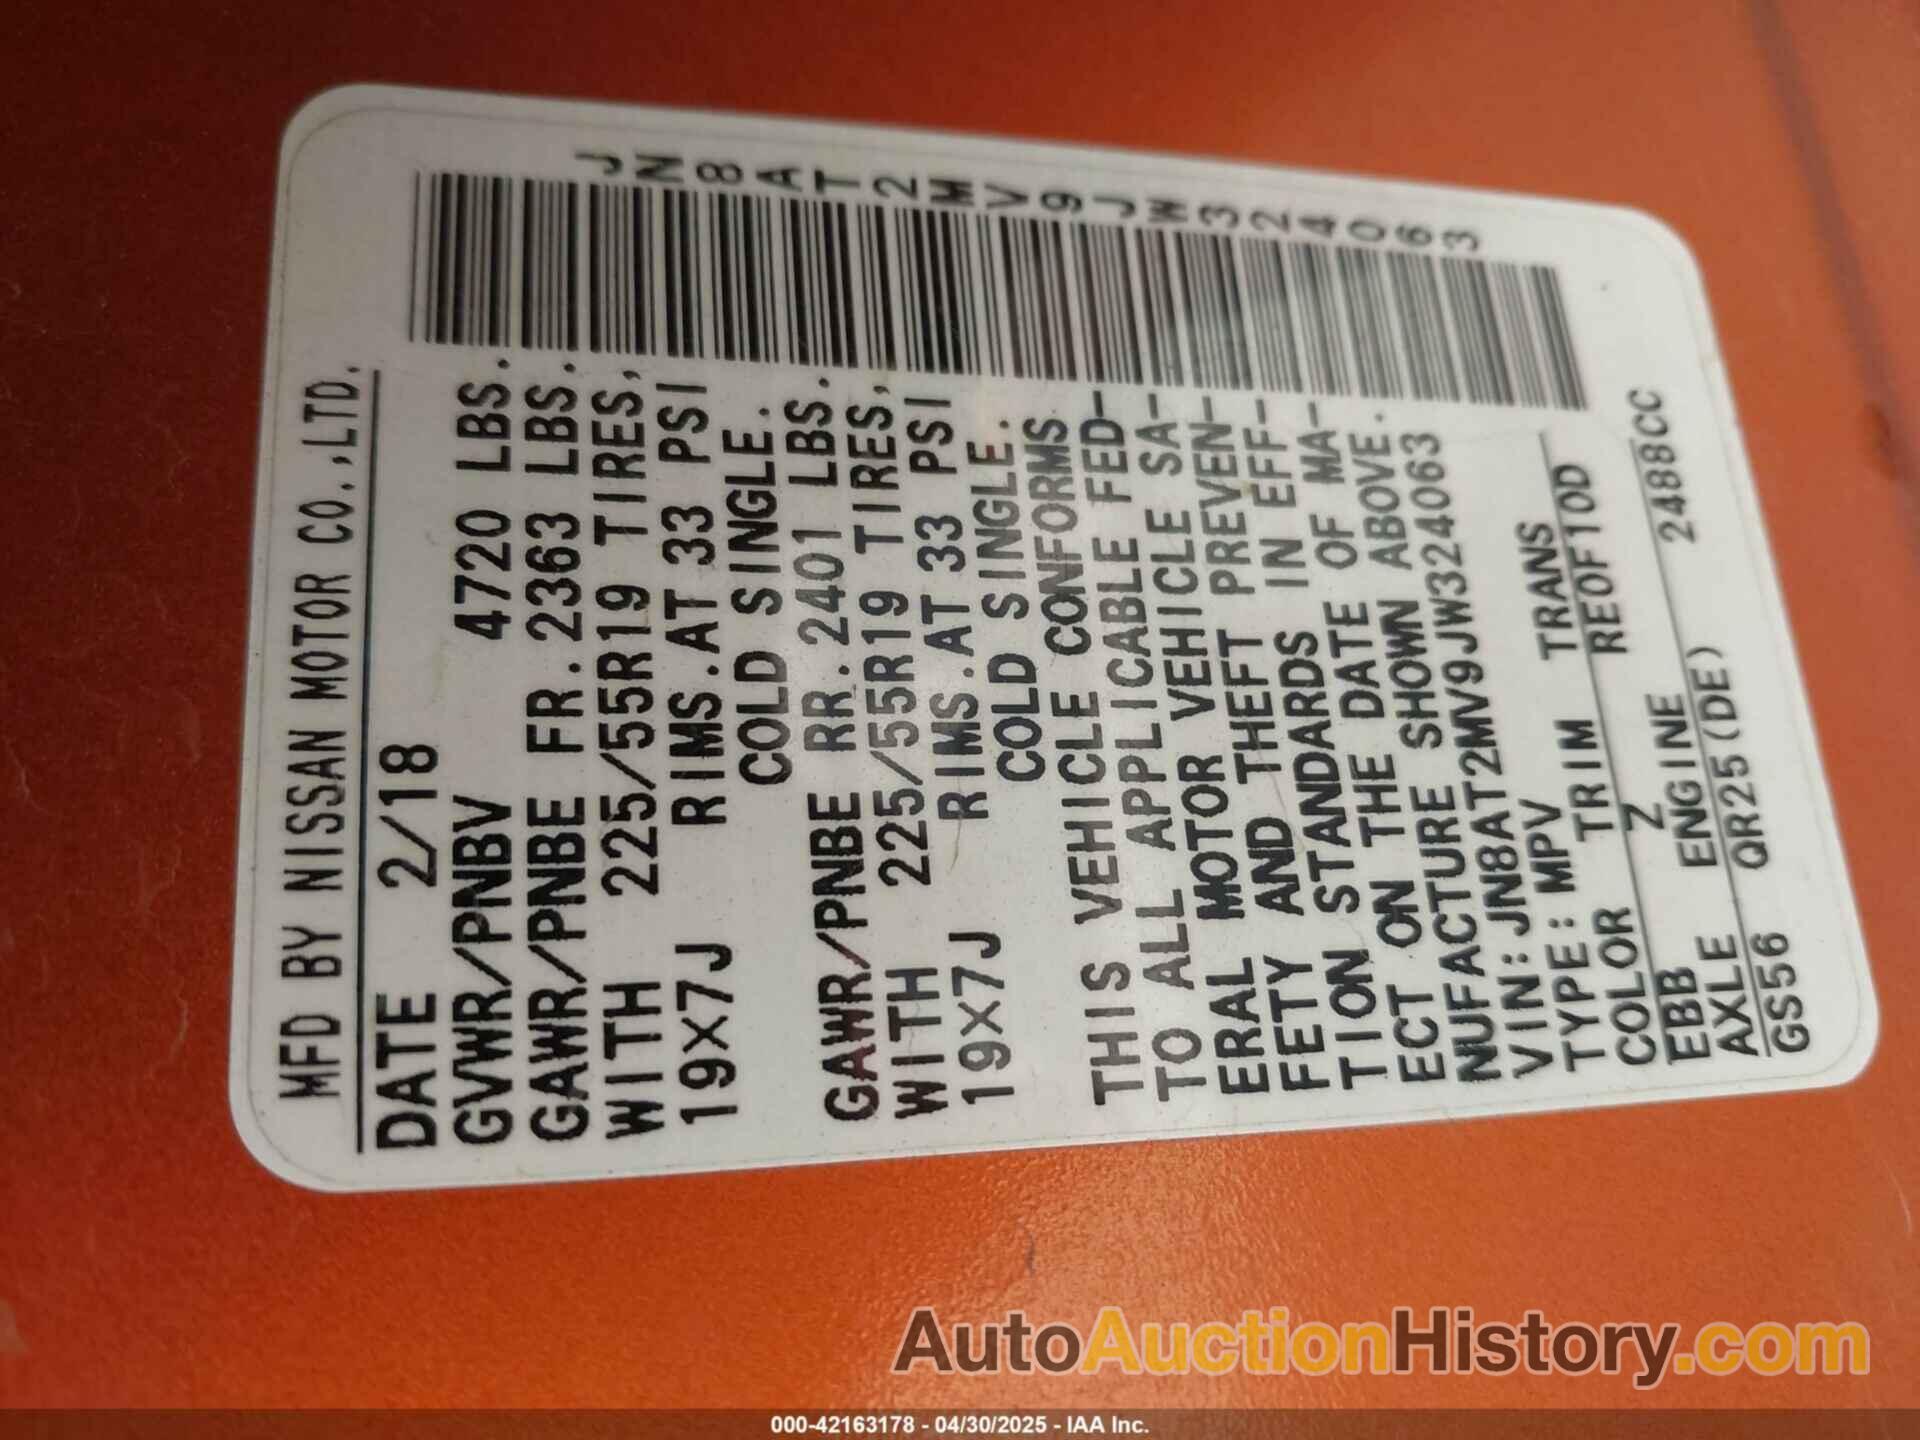 MFD BY NISSAN MOTOR CO.,LTD.
DATE 2/18
GVWR/PNBV 4720 LBS.
GAWR/PNBE FR.2363 LBS.
WITH 225/55R19 TIRES,
19×7J RIMS.AT 33 PSI
COLD SINGLE.
GAWR/PNBE RR.2401 LBS.
WITH 225/55R19 TIRES,
19×7J RIMS.AT 33 PSI
COLD SINGLE.
THIS VEHICLE CONFORMS
TO ALL APPLICABLE FED-
ERAL MOTOR VEHICLE SA-
FETY AND THEFT PREVEN-
TION STANDARDS IN EFF-
ECT ON THE DATE OF MA-
NUFACTURE SHOWN ABOVE.
VIN:JN8AT2MV9JW324063
TYPE:MPV
COLOR TRIM TRANS
EBB Z RE0F10D
AXLE ENGINE 2488CC
GS56 QR25(DE)
JN8AT2MV9JW324063
AutoAuctionHistory.com
000-42163178 - 04/30/2025 - IAA Inc.